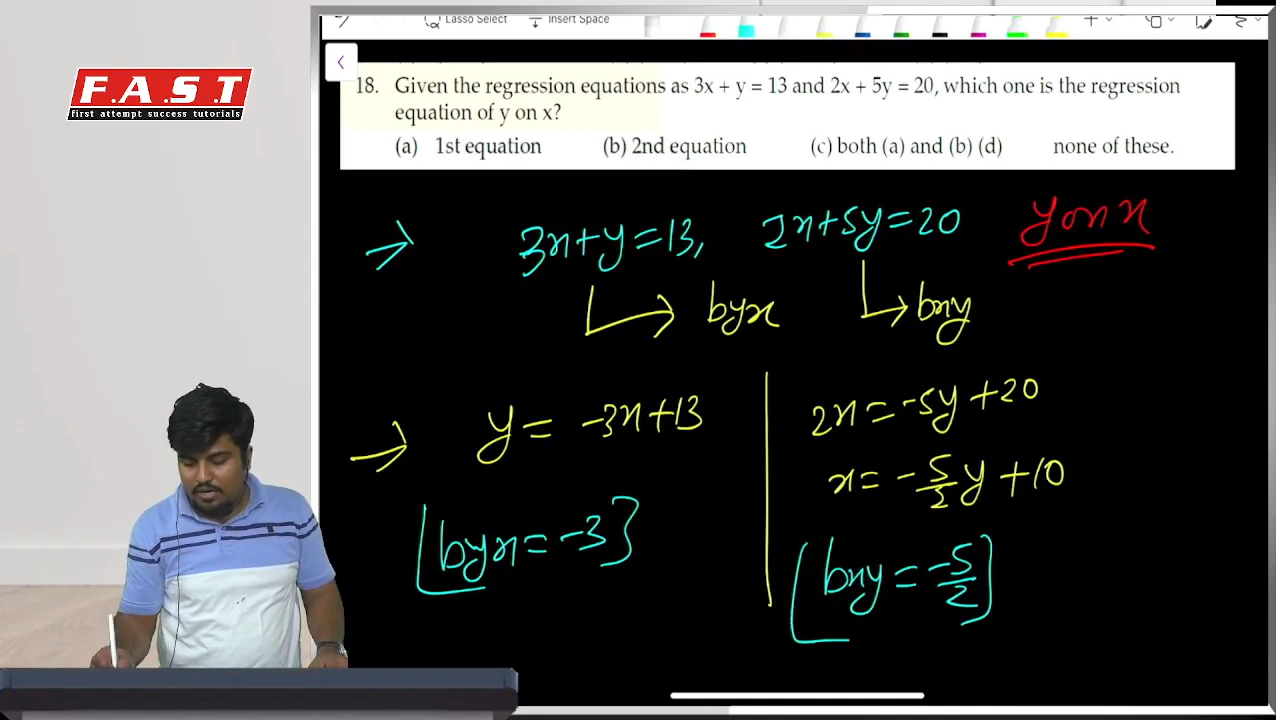 Lasso Select
Insert Space
F.A.S.T
first attempt success tutorials
18. Given the regression equations as 3x + y = 13 and 2x + 5y = 20, which one is the regression
equation of y on x?
(a) 1st equation (b) 2nd equation (c) both (a) and (b) (d) none of these.
3x+y=13, 2x+5y=20 y on x
byx bxy
y = -3x+13
2x = -5y+20
x = -5/2 y + 10
[byx = -3]
[bxy = -5/2]